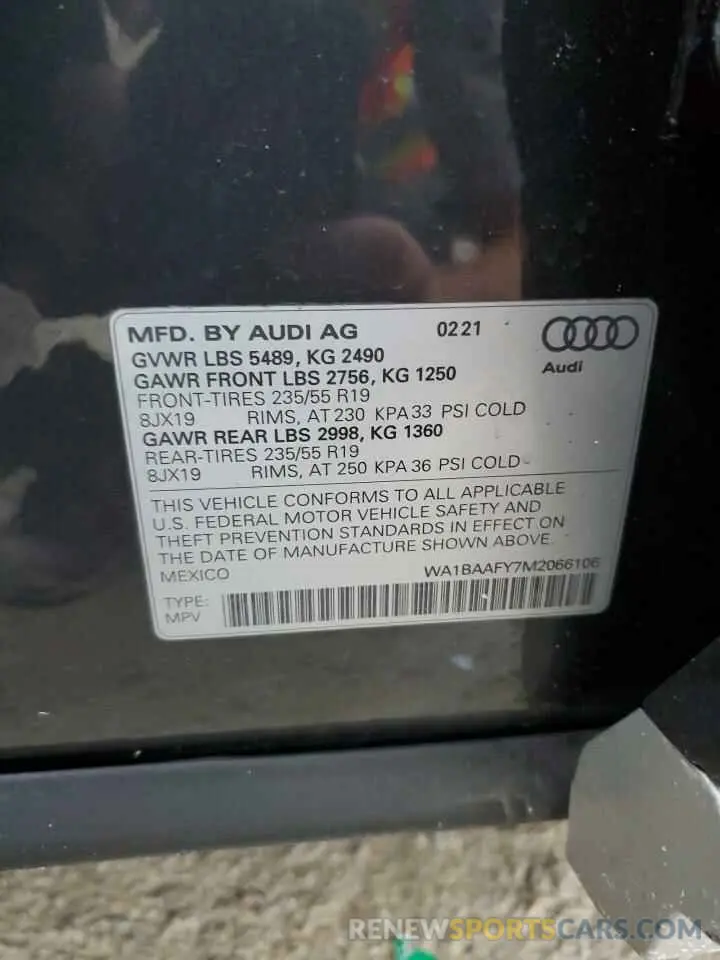 MFD. BY AUDI AG 0221
GVWR LBS 5489, KG 2490
Audi
GAWR FRONT LBS 2756, KG 1250
FRONT-TIRES 235/55 R19
8JX19 RIMS, AT 230 KPA 33 PSI COLD
GAWR REAR LBS 2998, KG 1360
REAR-TIRES 235/55 R19
8JX19 RIMS, AT 250 KPA 36 PSI COLD
THIS VEHICLE CONFORMS TO ALL APPLICABLE
U.S. FEDERAL MOTOR VEHICLE SAFETY AND
THEFT PREVENTION STANDARDS IN EFFECT ON
THE DATE OF MANUFACTURE SHOWN ABOVE.
MEXICO WA1BAAFY7M2066106
TYPE:
MPV
RENEWSPORTSCARS.COM